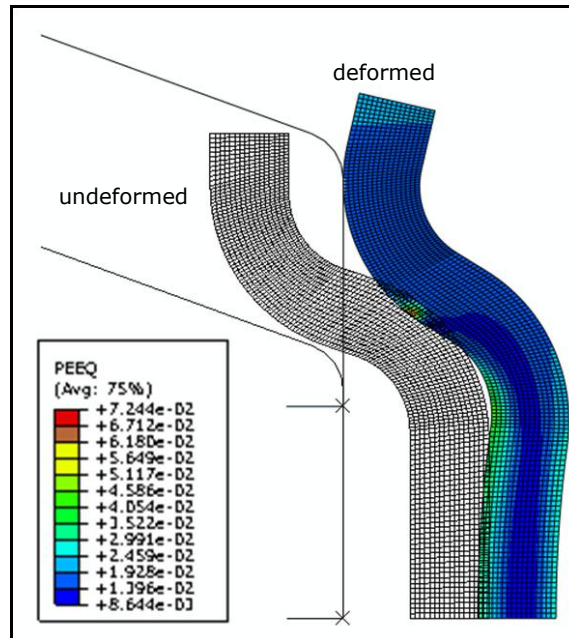 deformed
undeformed
PEEQ
(Avg: 75%)
+7.244e-02
+6.712e-02
+6.180e-02
+5.649e-02
+5.117e-02
+4.586e-02
+4.054e-02
+3.522e-02
+2.991e-02
+2.459e-02
+1.928e-02
+1.396e-02
+8.644e-03